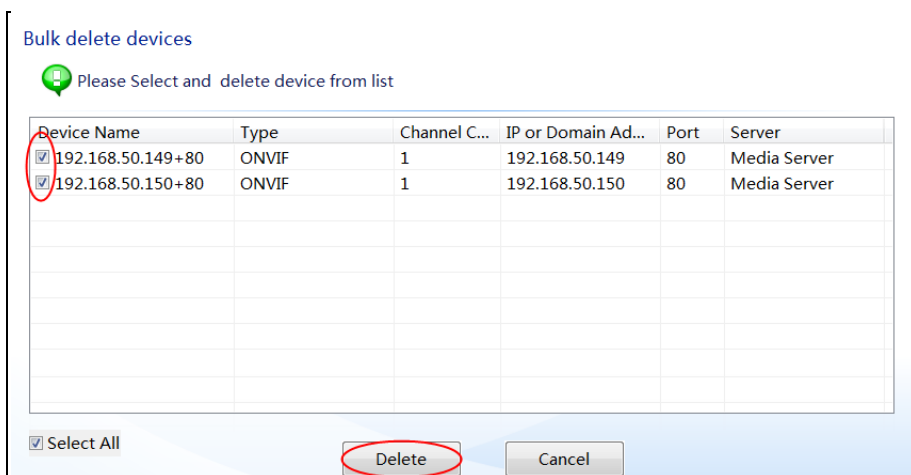 Bulk delete devices
Please Select and delete device from list
Device Name Type Channel C... IP or Domain Ad... Port Server
192.168.50.149+80 ONVIF 1 192.168.50.149 80 Media Server
192.168.50.150+80 ONVIF 1 192.168.50.150 80 Media Server
Select All
Delete Cancel